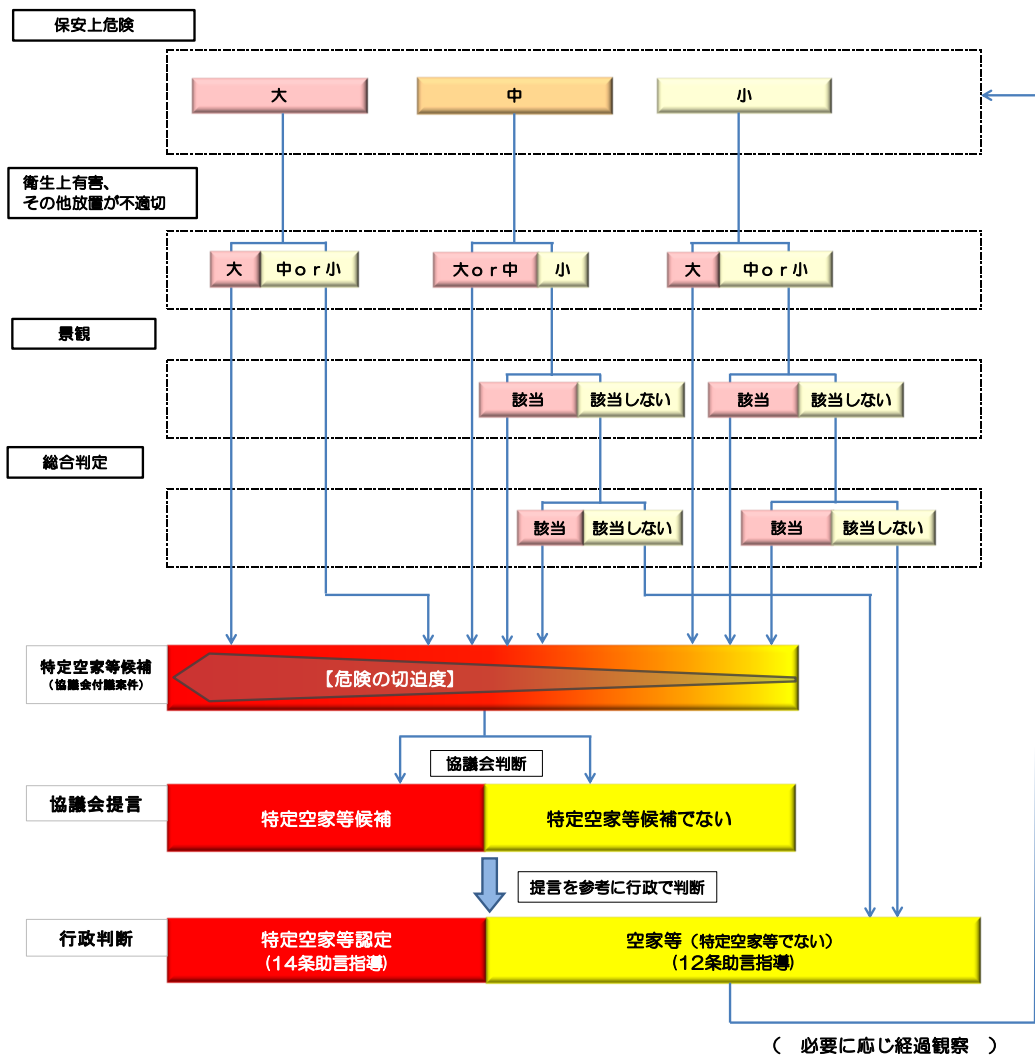 保安上危険
大
中
小
衛生上有害、
その他放置が不適切
大
中or小
大or中
小
大
中or小
景観
該当
該当しない
該当
該当しない
総合判定
該当
該当しない
該当
該当しない
特定空家等候補
(協議会付議案件)
【危険の切迫度】
協議会判断
協議会提言
特定空家等候補
特定空家等候補でない
提言を参考に行政で判断
行政判断
特定空家等認定
(14条助言指導)
空家等(特定空家等でない)
(12条助言指導)
( 必要に応じ経過観察 )